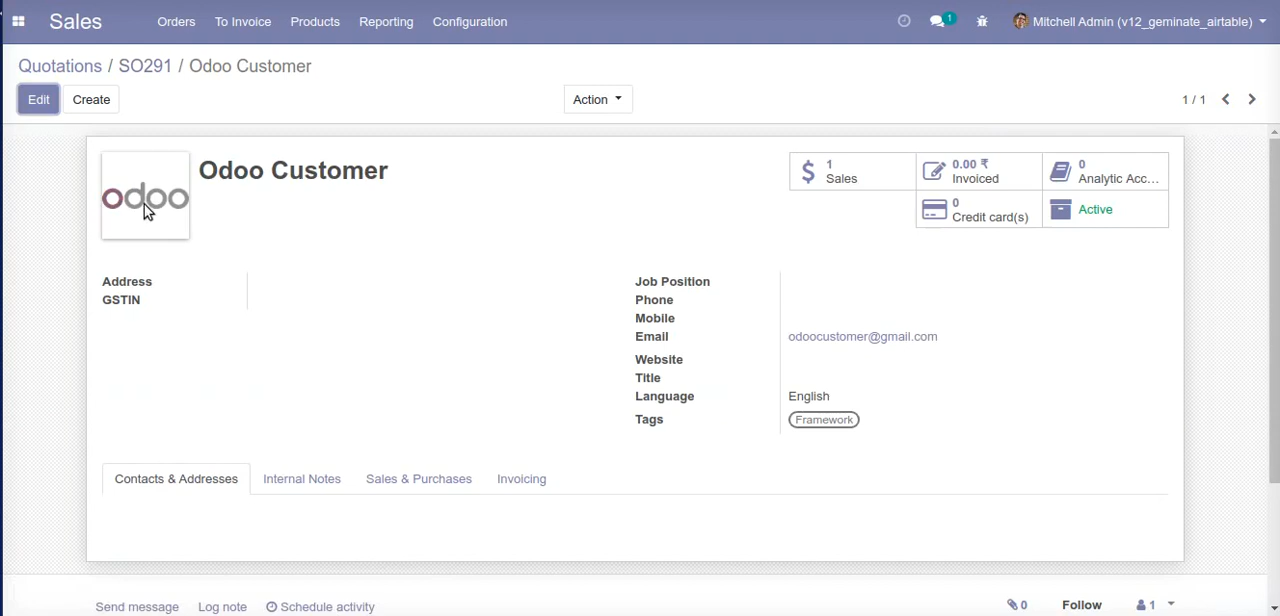 Sales Orders To Invoice Products Reporting Configuration 1 Mitchell Admin (v12_geminate_airtable)
Quotations / SO291 / Odoo Customer
Edit Create Action 1 / 1
odoo
Odoo Customer
1 Sales
0.00 ₹ Invoiced
0 Analytic Acc...
0 Credit card(s)
Active
Address
GSTIN
Job Position
Phone
Mobile
Email odoocustomer@gmail.com
Website
Title
Language English
Tags Framework
Contacts & Addresses Internal Notes Sales & Purchases Invoicing
Send message Log note Schedule activity 0 Follow 1